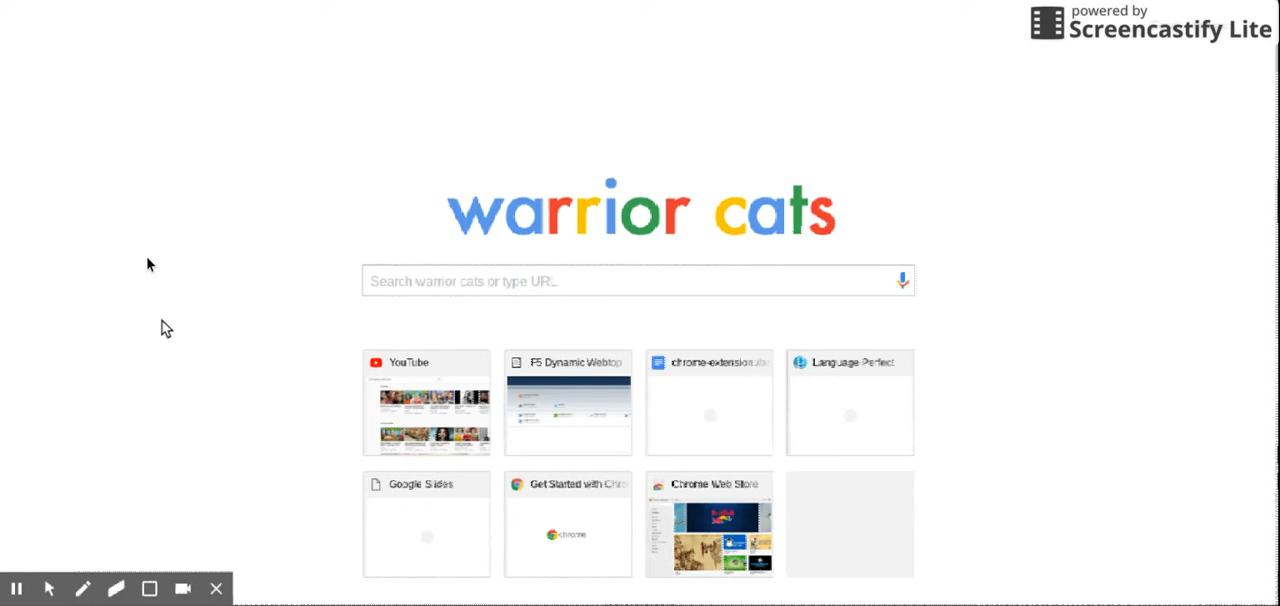 powered by
Screencastify Lite
warrior cats
Search warrior cats or type URL
YouTube
F5 Dynamic Webtop
chrome-extension:/
Language Perfect
Google Slides
Get Started with Chro
Chrome Web Store
chrome